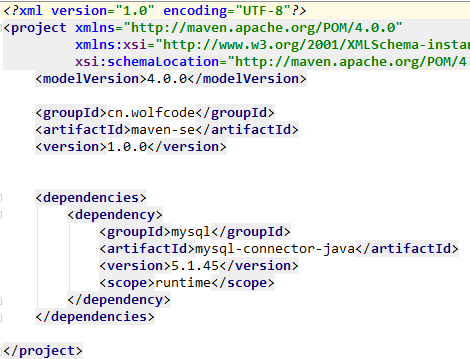 <?xml version="1.0" encoding="UTF-8"?>
<project xmlns="http://maven.apache.org/POM/4.0.0"
xmlns:xsi="http://www.w3.org/2001/XMLSchema-instan
xsi:schemaLocation="http://maven.apache.org/POM/4.
<modelVersion>4.0.0</modelVersion>
<groupId>cn.wolfcode</groupId>
<artifactId>maven-se</artifactId>
<version>1.0.0</version>
<dependencies>
<dependency>
<groupId>mysql</groupId>
<artifactId>mysql-connector-java</artifactId>
<version>5.1.45</version>
<scope>runtime</scope>
</dependency>
</dependencies>
</project>